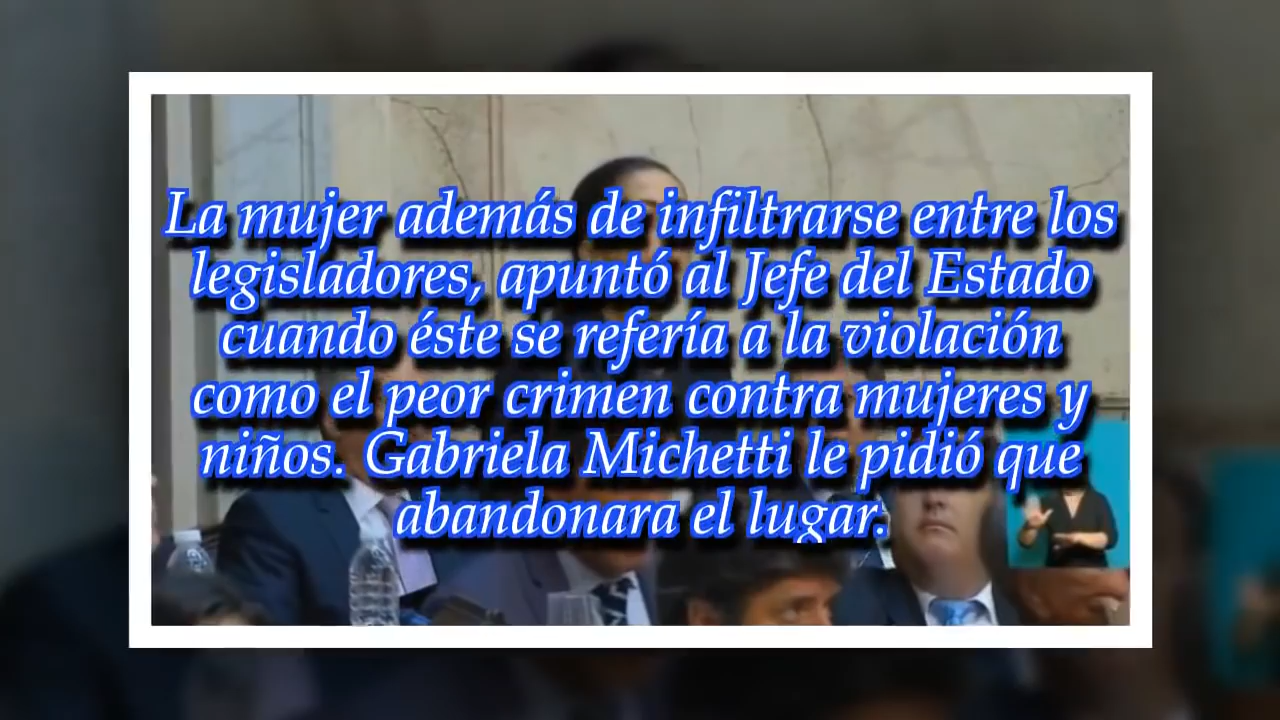 La mujer además de infiltrarse entre los
legisladores, apuntó al Jefe del Estado
cuando éste se refería a la violación
como el peor crimen contra mujeres y
niños. Gabriela Michetti le pidió que
abandonara el lugar.